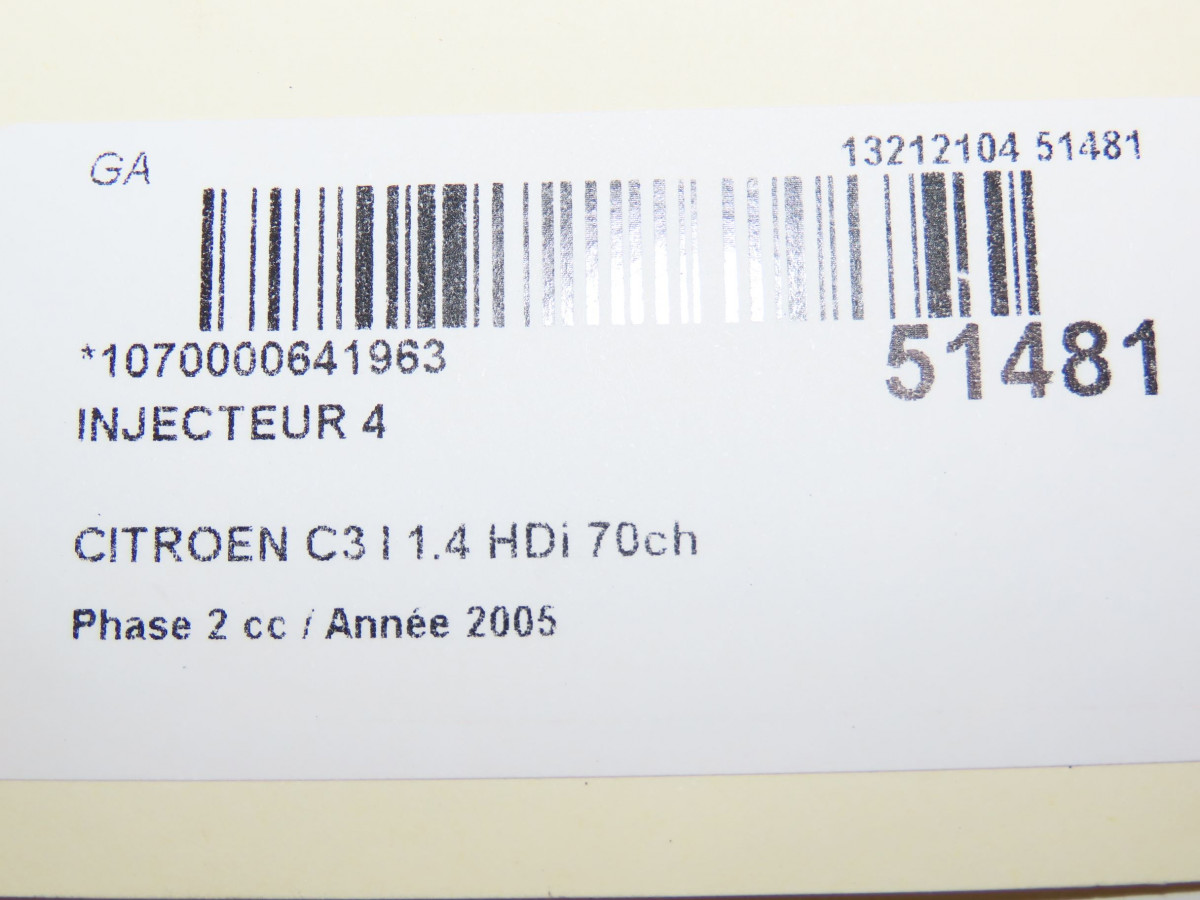 GA
13212104 51481
*1070000641963
51481
INJECTEUR 4
CITROEN C3 I 1.4 HDi 70ch
Phase 2 cc / Année 2005